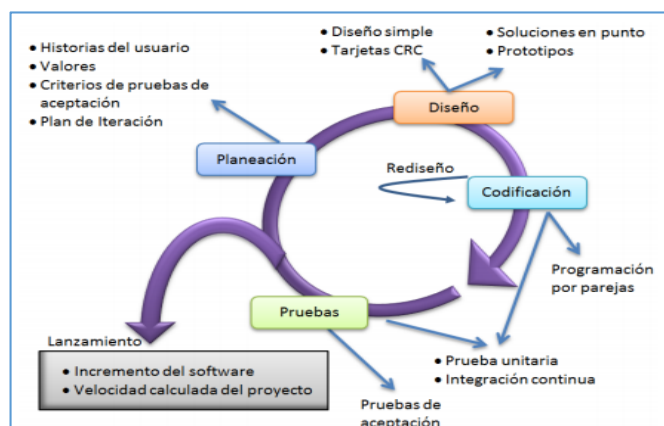 • Historias del usuario
• Valores
• Criterios de pruebas de
aceptación
• Plan de Iteración
• Diseño simple
• Tarjetas CRC
• Soluciones en punto
• Prototipos
Diseño
Planeación
Rediseño
Codificación
Programación
por parejas
Pruebas
Lanzamiento
• Incremento del software
• Velocidad calculada del proyecto
• Prueba unitaria
• Integración continua
Pruebas de
aceptación